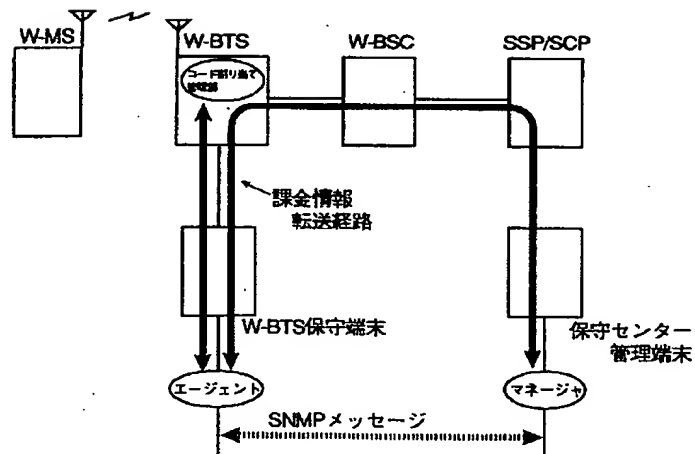 W-MS
W-BTS
W-BSC
SSP/SCP
コード割り当て
管理部
課金情報
転送経路
W-BTS保守端末
保守センター
管理端末
エージェント
マネージャ
SNMPメッセージ